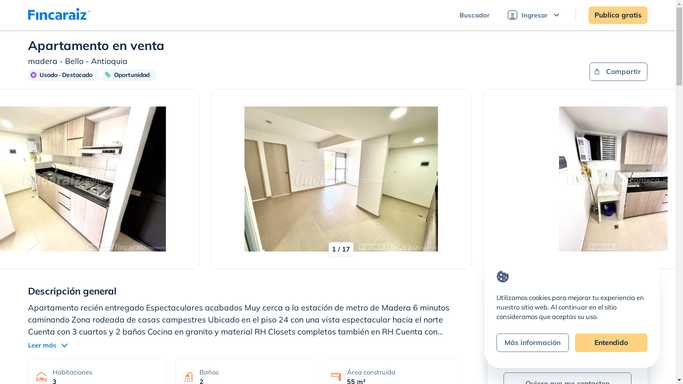 Fincaraiz
Buscador
Ingresar
Publica gratis
Apartamento en venta
madera - Bello - Antioquia
Usado - Destacado
Oportunidad
Compartir
1 / 17
Descripción general
Apartamento recién entregado Espectaculares acabados Muy cerca a la estación de metro de Madera 6 minutos
caminando Zona rodeada de casas campestres Ubicado en el piso 24 con una vista espectacular hacia el norte
Cuenta con 3 cuartos y 2 baños Cocina en granito y material RH Closets completos también en RH Cuenta con...
Leer más
Habitaciones
3
Baños
2
Área construida
55 m²
Utilizamos cookies para mejorar tu experiencia en
nuestro sitio web. Al continuar en el sitio
consideramos que aceptas su uso.
Más información
Entendido
Quiero que me contacten